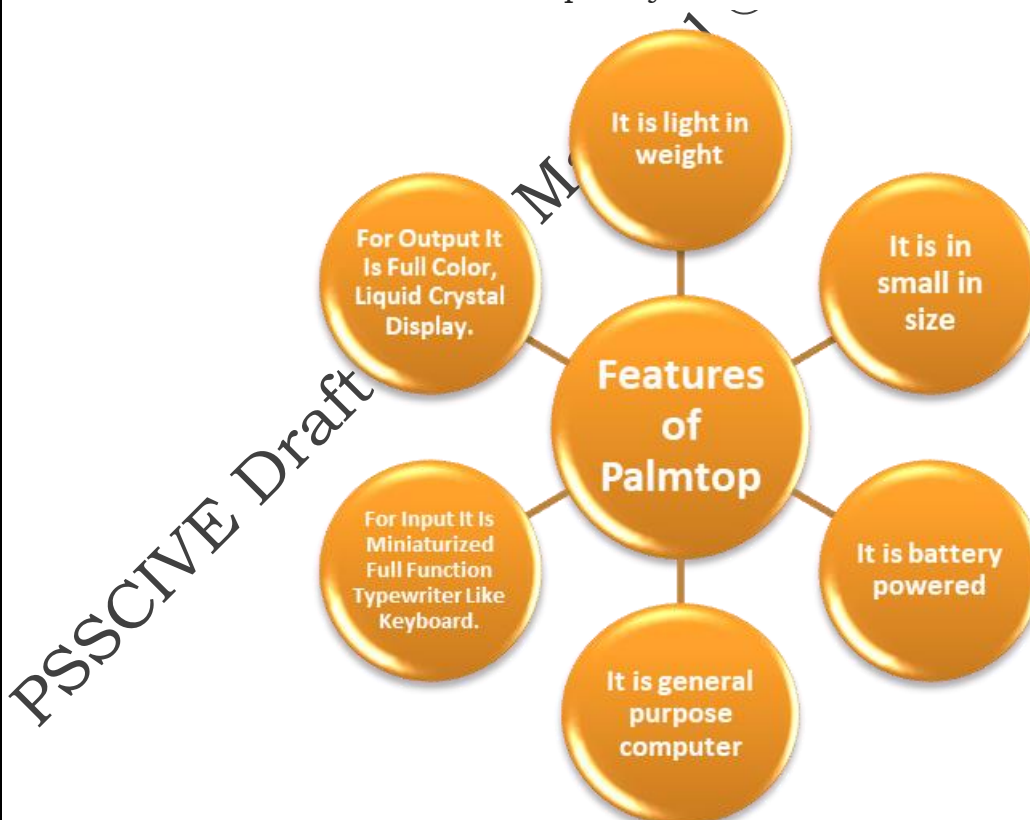 It is light in
weight
It is in
small in
size
It is battery
powered
It is general
purpose
computer
For Input It Is
Miniaturized
Full Function
Typewriter Like
Keyboard.
For Output It
Is Full Color,
Liquid Crystal
Display.
Features
of
Palmtop
PSSCIVE Draft